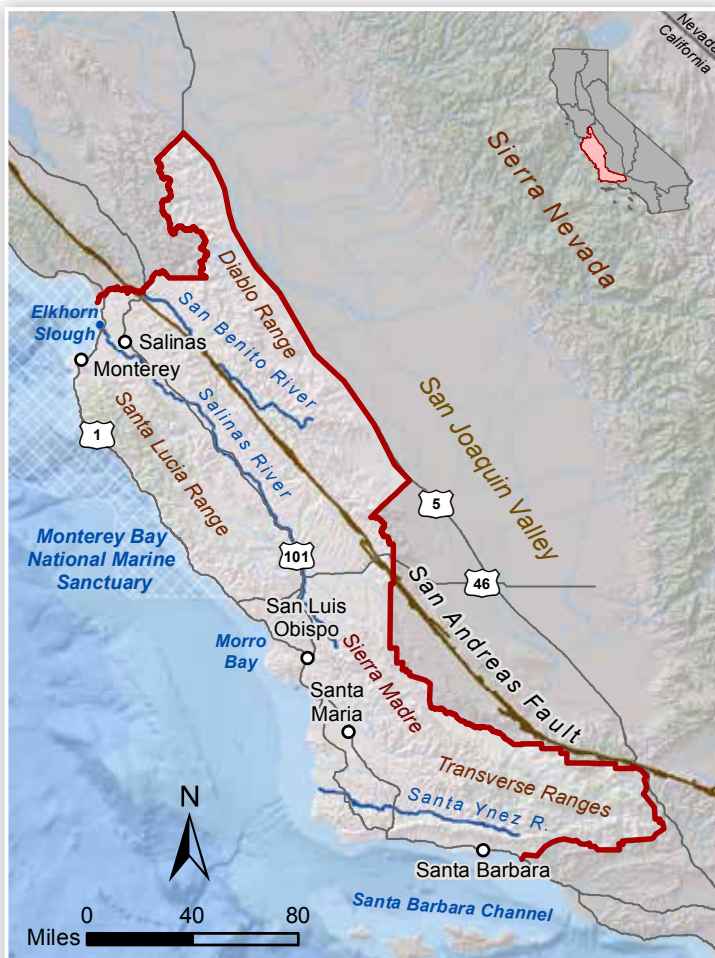 Nevada
California
Sierra Nevada
Diablo Range
San Benito River
Elkhorn
Slough
Salinas
Monterey
1
Santa Lucia Range
Salinas River
San Joaquin Valley
5
Monterey Bay
National Marine
Sanctuary
101
46
San Andreas Fault
San Luis
Obispo
Morro
Bay
Sierra Madre
Santa
Maria
Transverse Ranges
Santa Ynez R.
N
Santa Barbara
Santa Barbara Channel
0 40 80
Miles